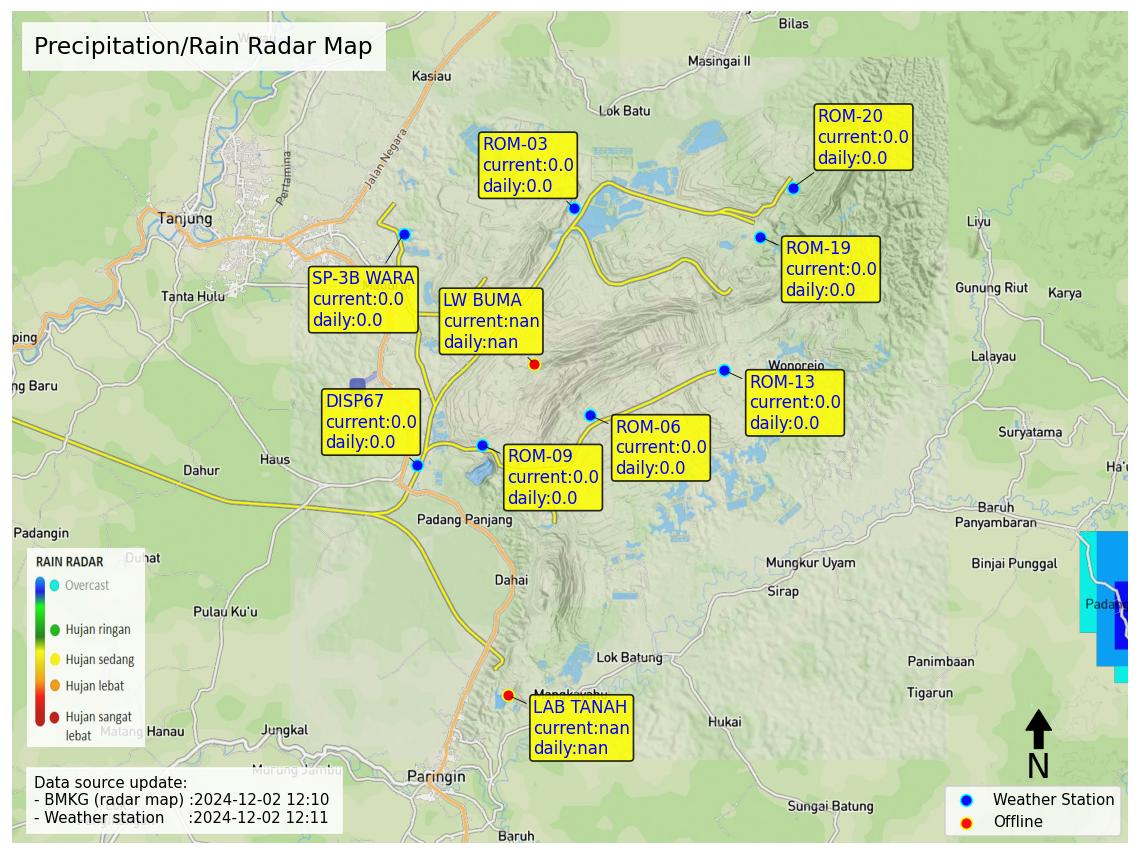 Precipitation/Rain Radar Map
Bilas
Masingai II
Kasiau
Lok Batu
Jalan Negara
Pertamina
Tanjung
Tanta Hulu
ROM-03
current:0.0
daily:0.0
ROM-20
current:0.0
daily:0.0
ROM-19
current:0.0
daily:0.0
SP-3B WARA
current:0.0
daily:0.0
LW BUMA
current:nan
daily:nan
Liyu
Gunung Riut
Karya
Lalayau
ping
ng Baru
Wonorejo
ROM-13
current:0.0
daily:0.0
DISP67
current:0.0
daily:0.0
ROM-06
current:0.0
daily:0.0
ROM-09
current:0.0
daily:0.0
Suryatama
Ha'u
Haus
Dahur
Baruh
Panyambaran
Padang Panjang
Padangin
Duhat
Binjai Punggal
Mungkur Uyam
Dahai
Sirap
Padang
Pulau Ku'u
RAIN RADAR
Overcast
Hujan ringan
Hujan sedang
Hujan lebat
Hujan sangat
lebat
Lok Batung
Panimbaan
Tigarun
Mangkayahu
LAB TANAH
current:nan
daily:nan
Hukai
Matang Hanau
Jungkal
Murung Jambu
Paringin
Sungai Batung
Baruh
Data source update:
- BMKG (radar map) :2024-12-02 12:10
- Weather station :2024-12-02 12:11
N
Weather Station
Offline